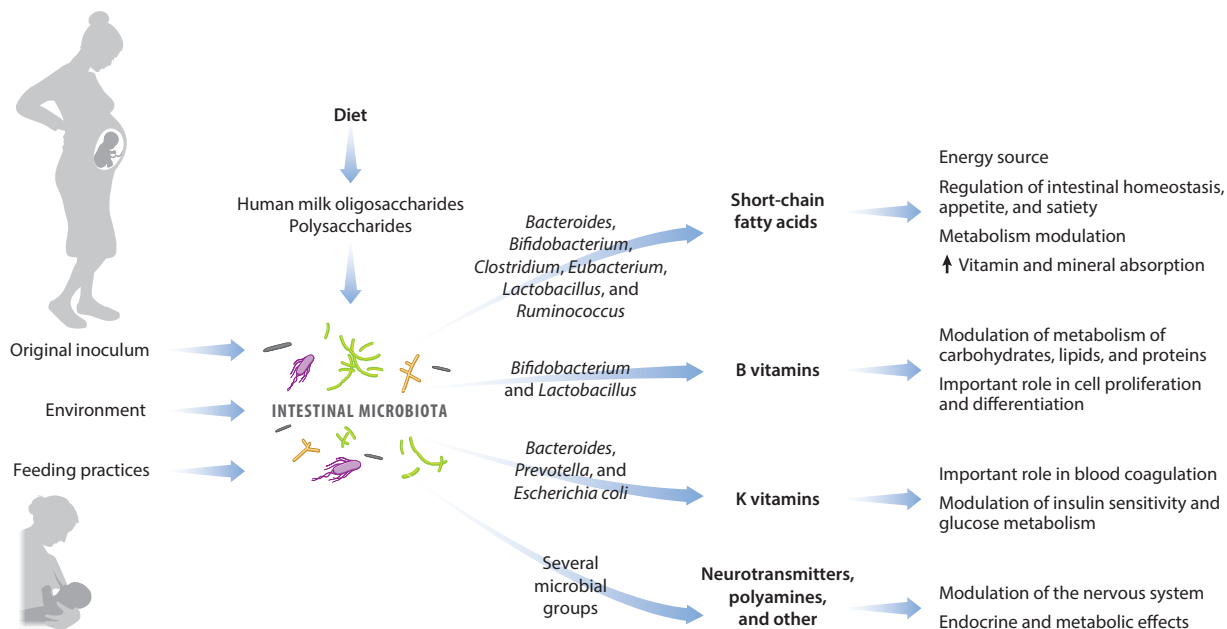 Diet
Human milk oligosaccharides
Polysaccharides
Original inoculum
Environment
Feeding practices
INTESTINAL MICROBIOTA
Bacteroides,
Bifidobacterium,
Clostridium, Eubacterium,
Lactobacillus, and
Ruminococcus
Short-chain
fatty acids
Energy source
Regulation of intestinal homeostasis,
appetite, and satiety
Metabolism modulation
↑ Vitamin and mineral absorption
Bifidobacterium
and Lactobacillus
B vitamins
Modulation of metabolism of
carbohydrates, lipids, and proteins
Important role in cell proliferation
and differentiation
Bacteroides,
Prevotella, and
Escherichia coli
K vitamins
Important role in blood coagulation
Modulation of insulin sensitivity and
glucose metabolism
Several
microbial
groups
Neurotransmitters,
polyamines,
and other
Modulation of the nervous system
Endocrine and metabolic effects